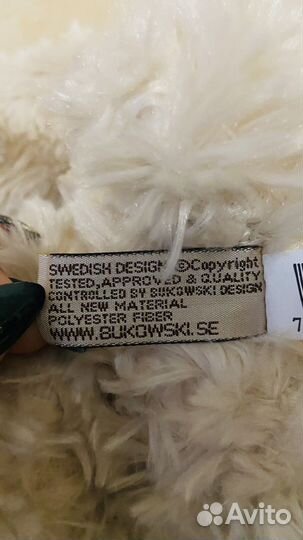 SWEDISH DESIGN ©Copyright
TESTED,APPROVED & QUALITY
CONTROLLED BY BUKOWSKI DESIGN
ALL NEW MATERIAL
POLYESTER FIBER
WWW.BUKOWSKI.SE
7
Avito